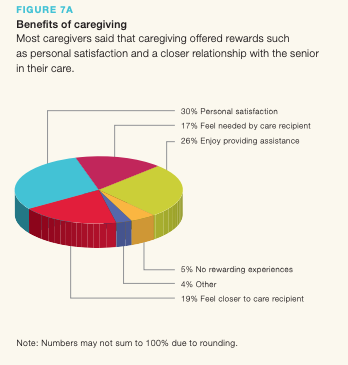 FIGURE 7A
Benefits of caregiving
Most caregivers said that caregiving offered rewards such
as personal satisfaction and a closer relationship with the senior
in their care.
30% Personal satisfaction
17% Feel needed by care recipient
26% Enjoy providing assistance
5% No rewarding experiences
4% Other
19% Feel closer to care recipient
Note: Numbers may not sum to 100% due to rounding.